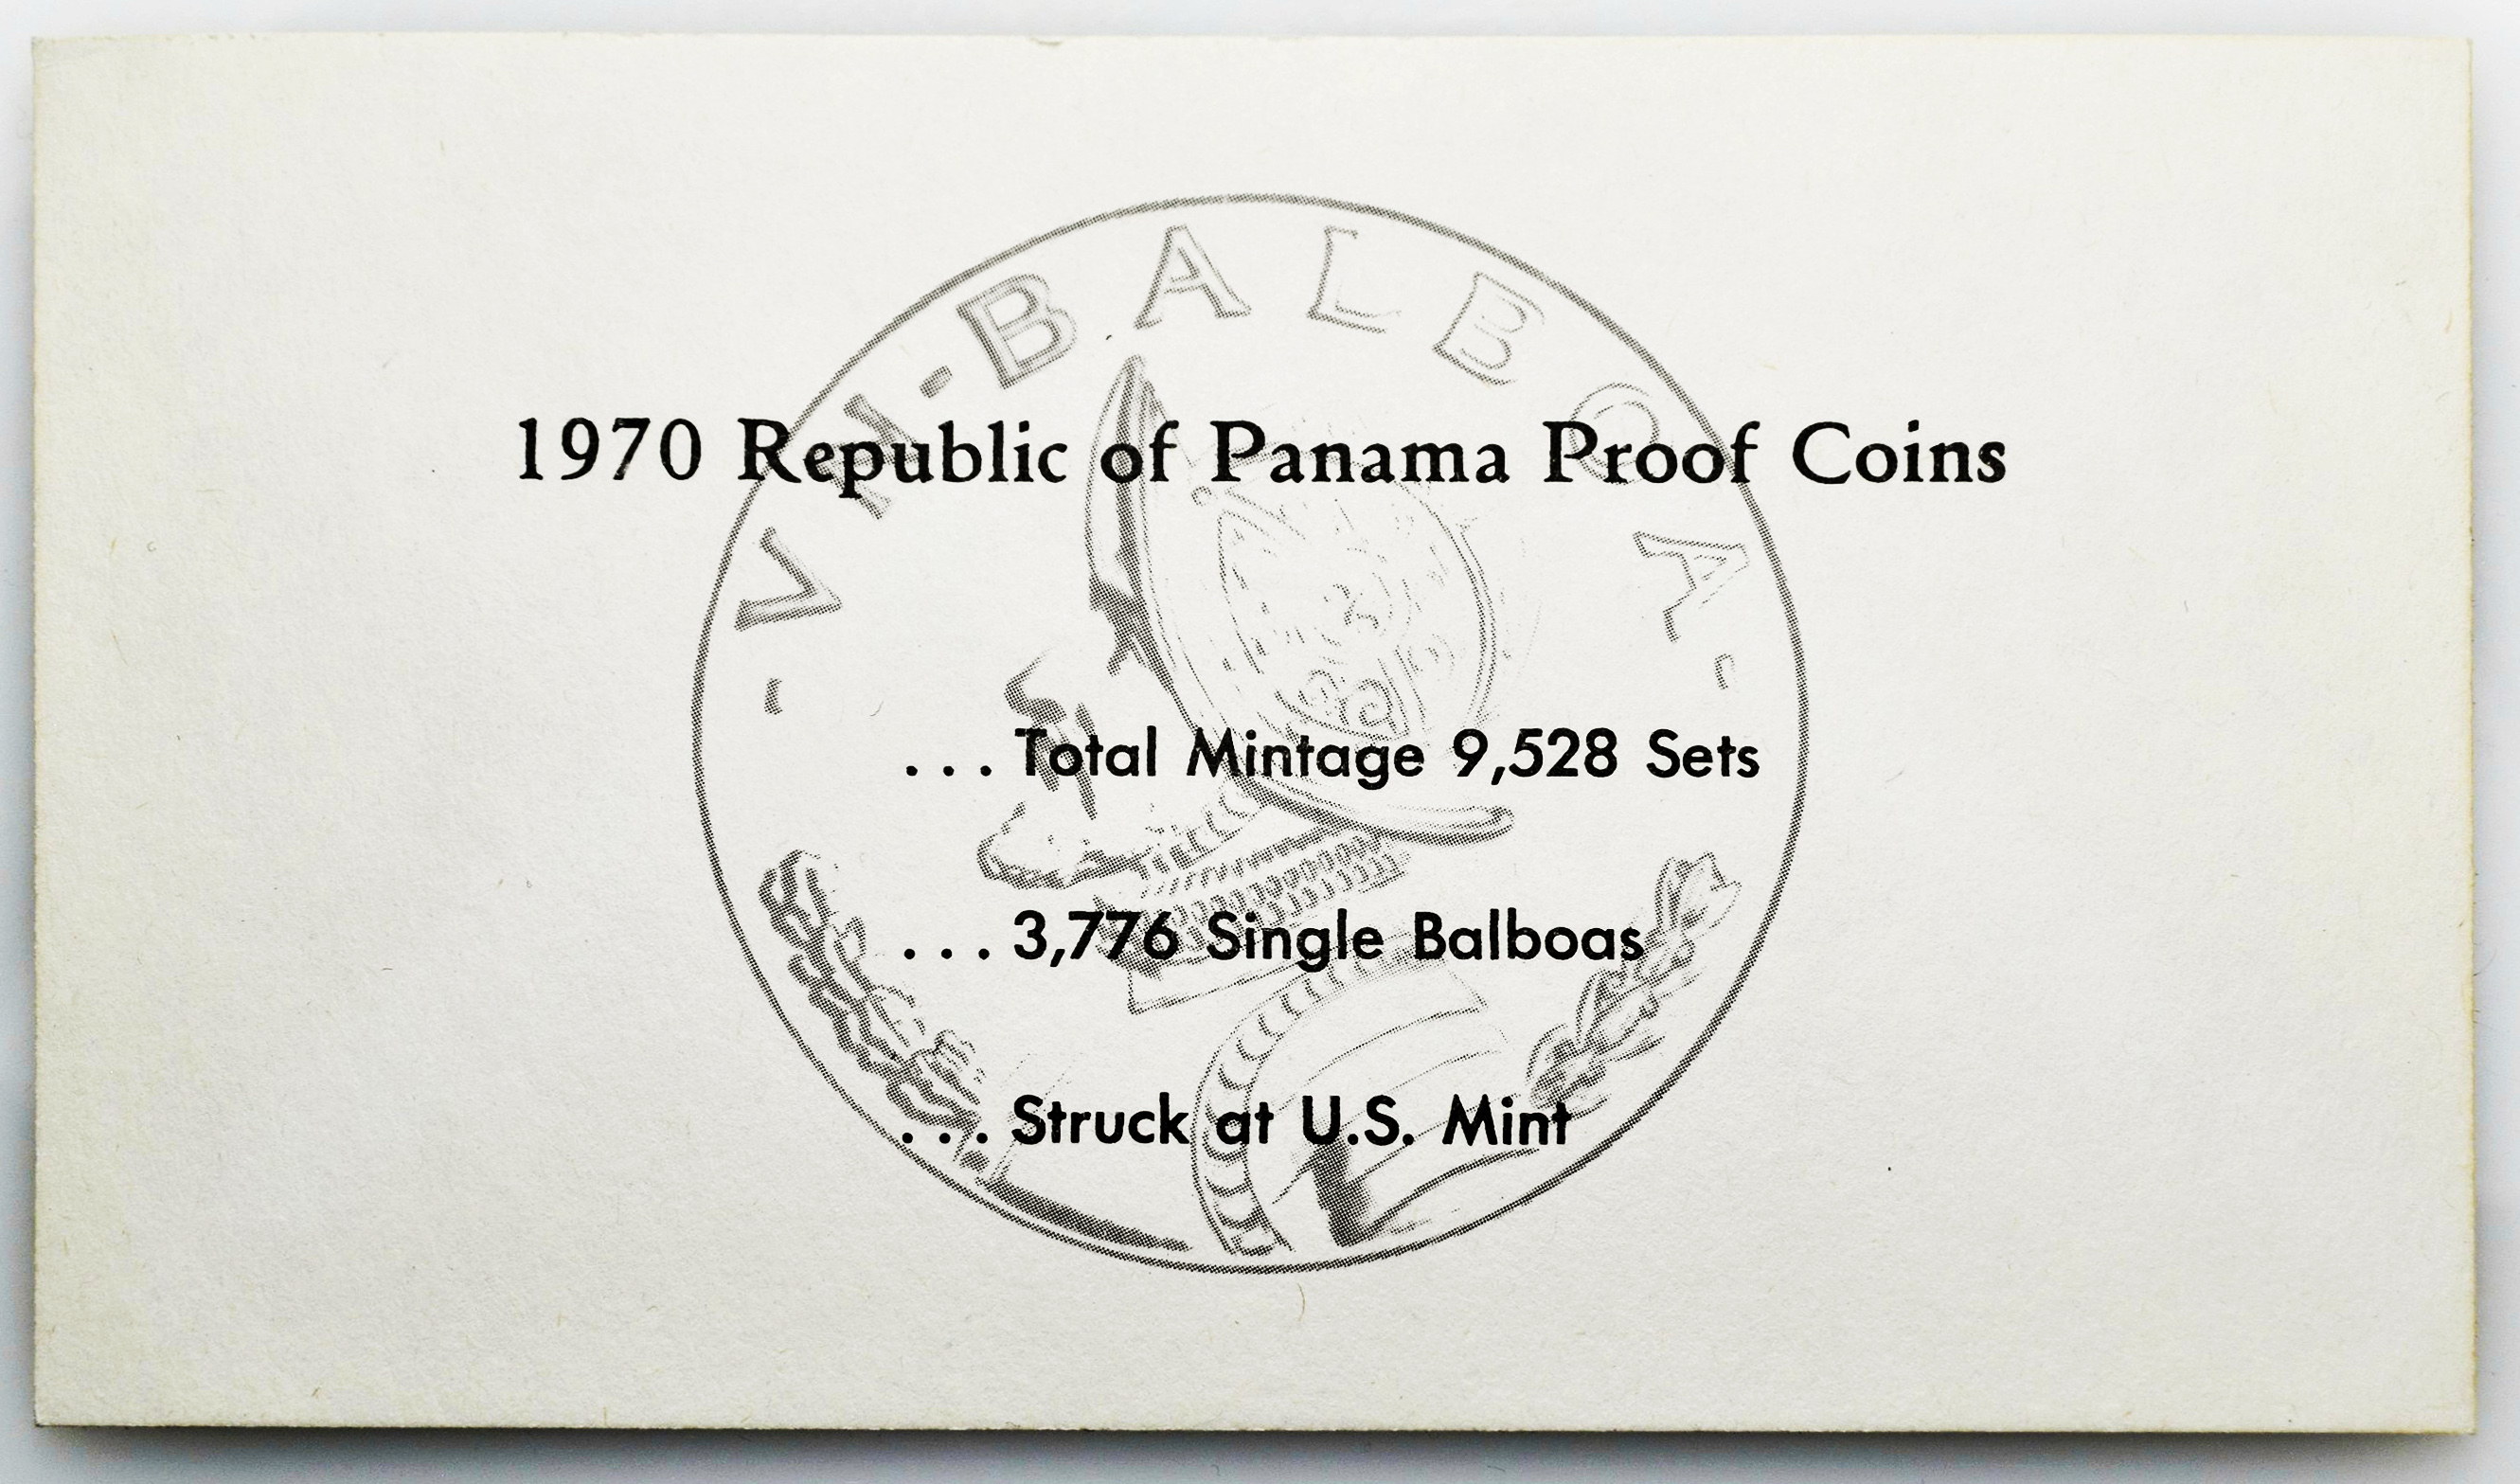 VN·BALBOA·
1970 Republic of Panama Proof Coins
... Total Mintage 9,528 Sets
... 3,776 Single Balboas
... Struck at U.S. Mint